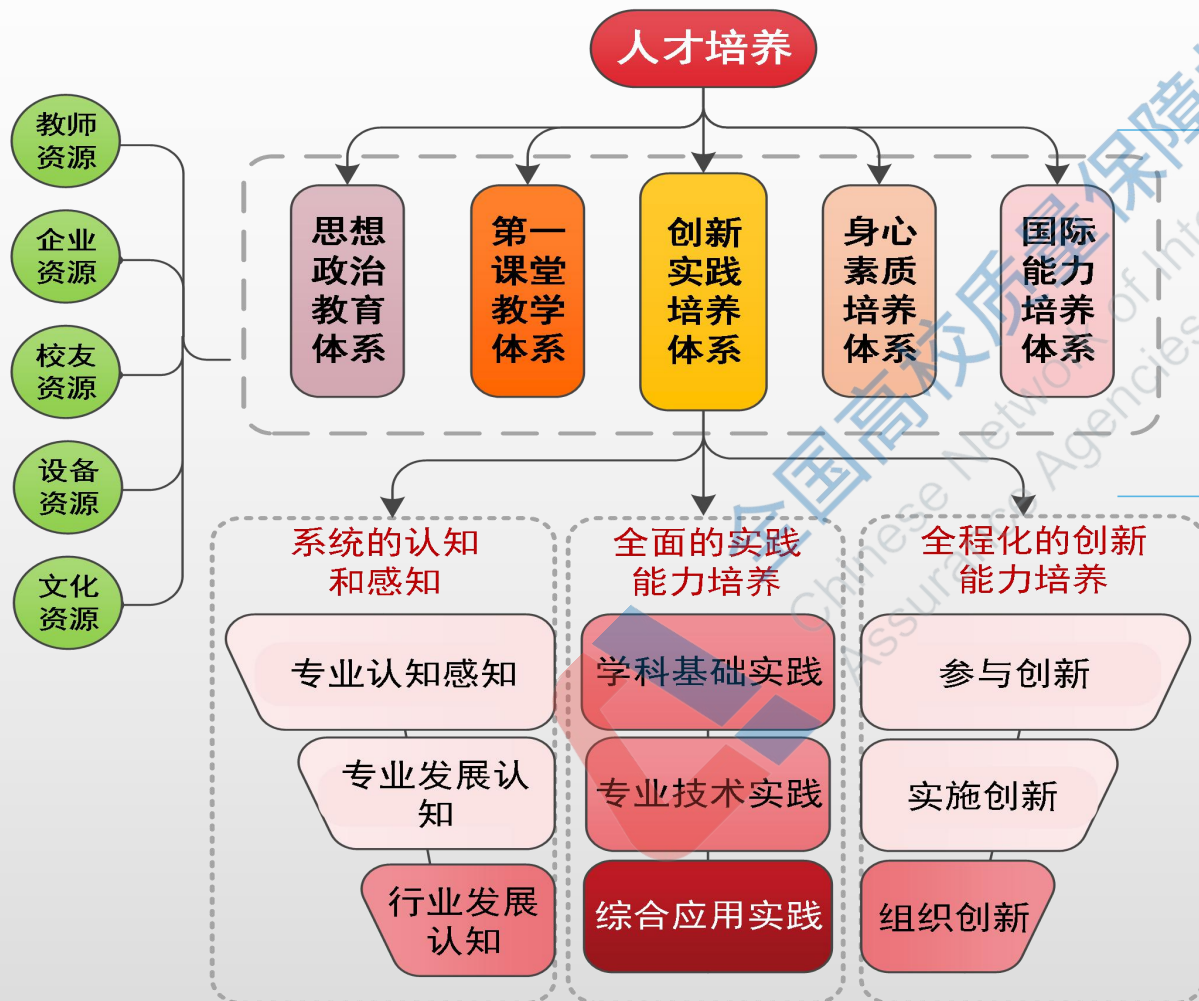 人才培养
教师
资源
企业
资源
校友
资源
设备
资源
文化
资源
思想
政治
教育
体系
第一
课堂
教学
体系
创新
实践
培养
体系
身心
素质
培养
体系
国际
能力
培养
体系
系统的认知
和感知
专业认知感知
专业发展认
知
行业发展
认知
全面的实践
能力培养
学科基础实践
专业技术实践
综合应用实践
全程化的创新
能力培养
参与创新
实施创新
组织创新
全国高校质量保障
Chinese Network of
Assurance Agencies